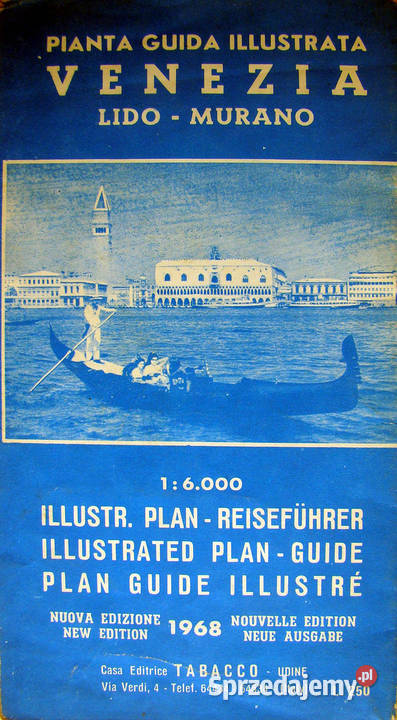 PIANTA GUIDA ILLUSTRATA
VENEZIA
LIDO - MURANO
1:6.000
ILLUSTR. PLAN - REISEFÜHRER
ILLUSTRATED PLAN - GUIDE
PLAN GUIDE ILLUSTRÉ
NUOVA EDIZIONE 1968 NOUVELLE EDITION
NEW EDITION NEUE AUSGABE
Casa Editrice TABACCO - UDINE
Via Verdi, 4 - Telef.
Sprzedajemy.pl